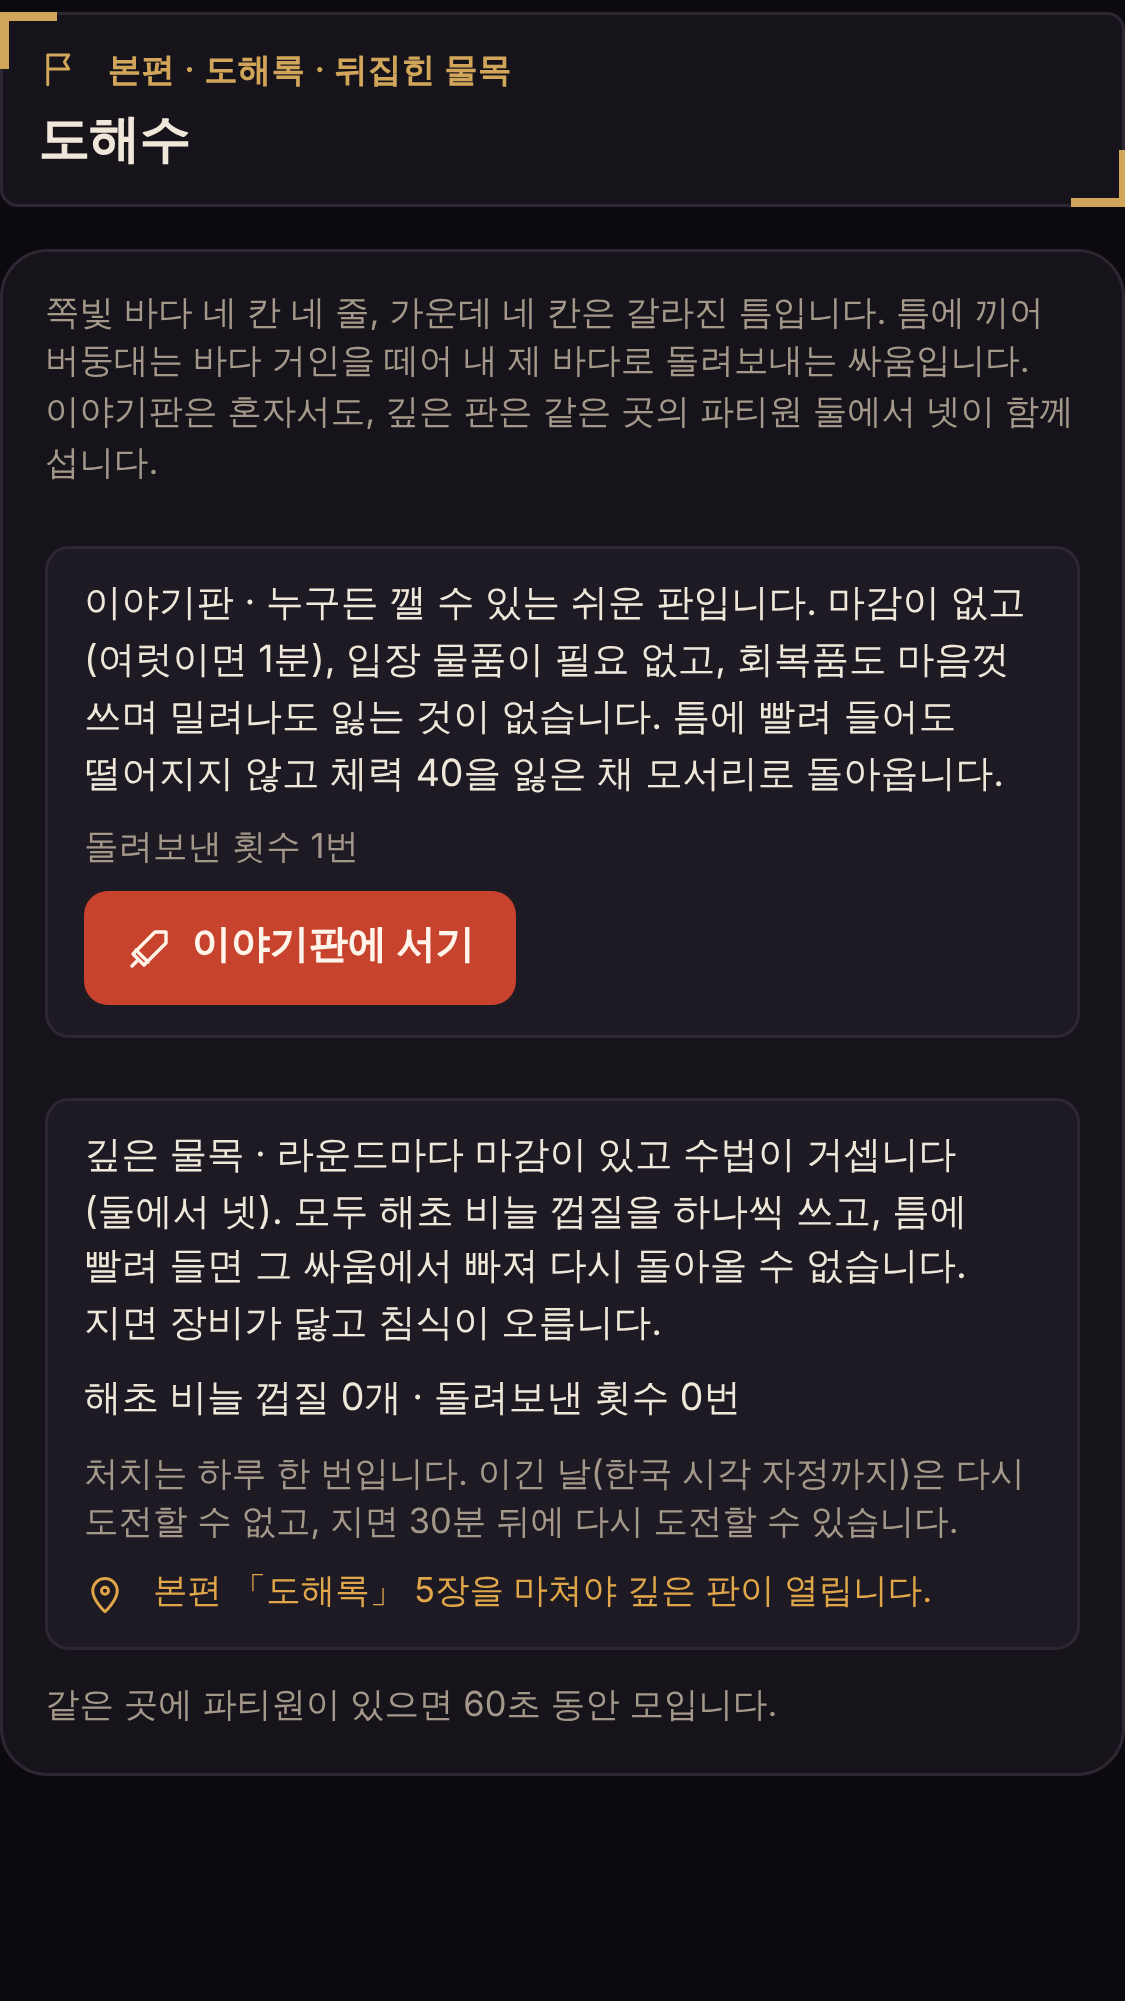 본편 · 도해록 · 뒤집힌 물목
도해수
쪽빛 바다 네 칸 네 줄, 가운데 네 칸은 갈라진 틈입니다. 틈에 끼어
버둥대는 바다 거인을 떼어 내 제 바다로 돌려보내는 싸움입니다.
이야기판은 혼자서도, 깊은 판은 같은 곳의 파티원 둘에서 넷이 함께
섭니다.
이야기판 · 누구든 깰 수 있는 쉬운 판입니다. 마감이 없고
(여럿이면 1분), 입장 물품이 필요 없고, 회복품도 마음껏
쓰며 밀려나도 잃는 것이 없습니다. 틈에 빨려 들어도
떨어지지 않고 체력 40을 잃은 채 모서리로 돌아옵니다.
돌려보낸 횟수 1번
이야기판에 서기
깊은 물목 · 라운드마다 마감이 있고 수법이 거셉니다
(둘에서 넷). 모두 해초 비늘 껍질을 하나씩 쓰고, 틈에
빨려 들면 그 싸움에서 빠져 다시 돌아올 수 없습니다.
지면 장비가 닳고 침식이 오릅니다.
해초 비늘 껍질 0개 · 돌려보낸 횟수 0번
처치는 하루 한 번입니다. 이긴 날(한국 시각 자정까지)은 다시
도전할 수 없고, 지면 30분 뒤에 다시 도전할 수 있습니다.
본편 「도해록」 5장을 마쳐야 깊은 판이 열립니다.
같은 곳에 파티원이 있으면 60초 동안 모입니다.